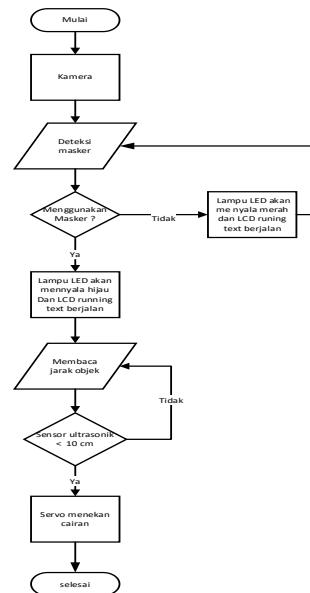 Mulai
Kamera
Deteksi
masker
Menggunakan
Masker ?
Tidak
Lampu LED akan
me nyala merah
dan LCD runing
text berjalan
Ya
Lampu LED akan
mennyala hijau
Dan LCD running
text berjalan
Membaca
jarak objek
Tidak
Sensor ultrasonik
< 10 cm
Ya
Servo menekan
cairan
selesai